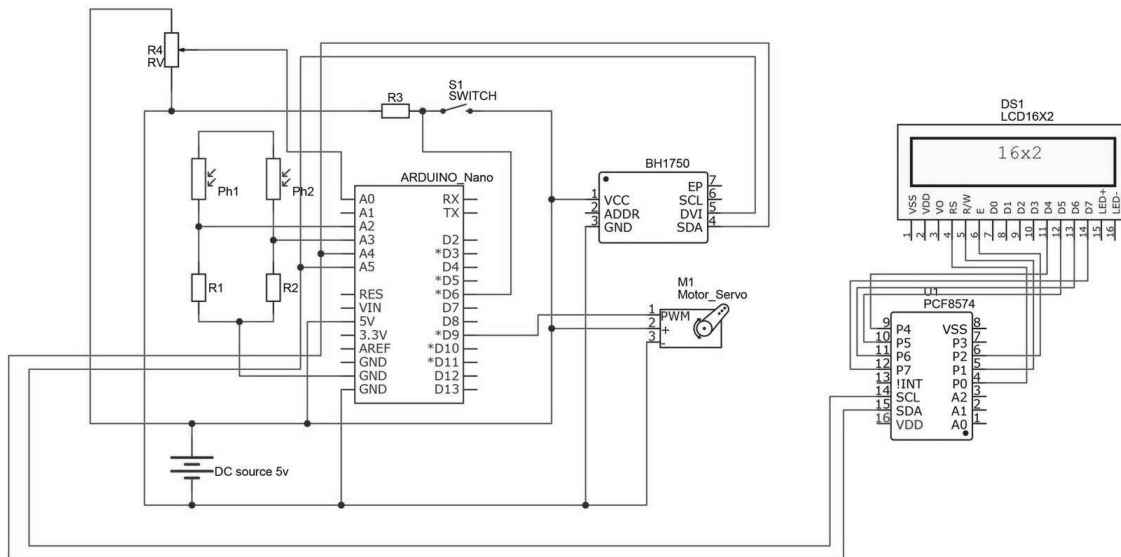 R4
RV
R3
S1
SWITCH
Ph1
Ph2
R1
R2
ARDUINO_Nano
A0
A1
A2
A3
A4
A5
RES
VIN
5V
3.3V
AREF
GND
GND
GND
RX
TX
D2
*D3
D4
*D5
*D6
D7
D8
*D9
*D10
*D11
D12
D13
BH1750
1 VCC
2 ADDR
3 GND
EP 7
SCL 6
DVI 5
SDA 4
M1
Motor_Servo
1 PWM
2 +
3 -
DC source 5v
DS1
LCD16X2
16x2
VSS VDD VO RS R/W E D0 D1 D2 D3 D4 D5 D6 D7 LED+ LED-
1 2 3 4 5 6 7 8 9 10 11 12 13 14 15 16
U1
PCF8574
9 P4
10 P5
11 P6
12 P7
13 !INT
14 SCL
15 SDA
16 VDD
VSS 8
P3 7
P2 6
P1 5
P0 4
A2 3
A1 2
A0 1